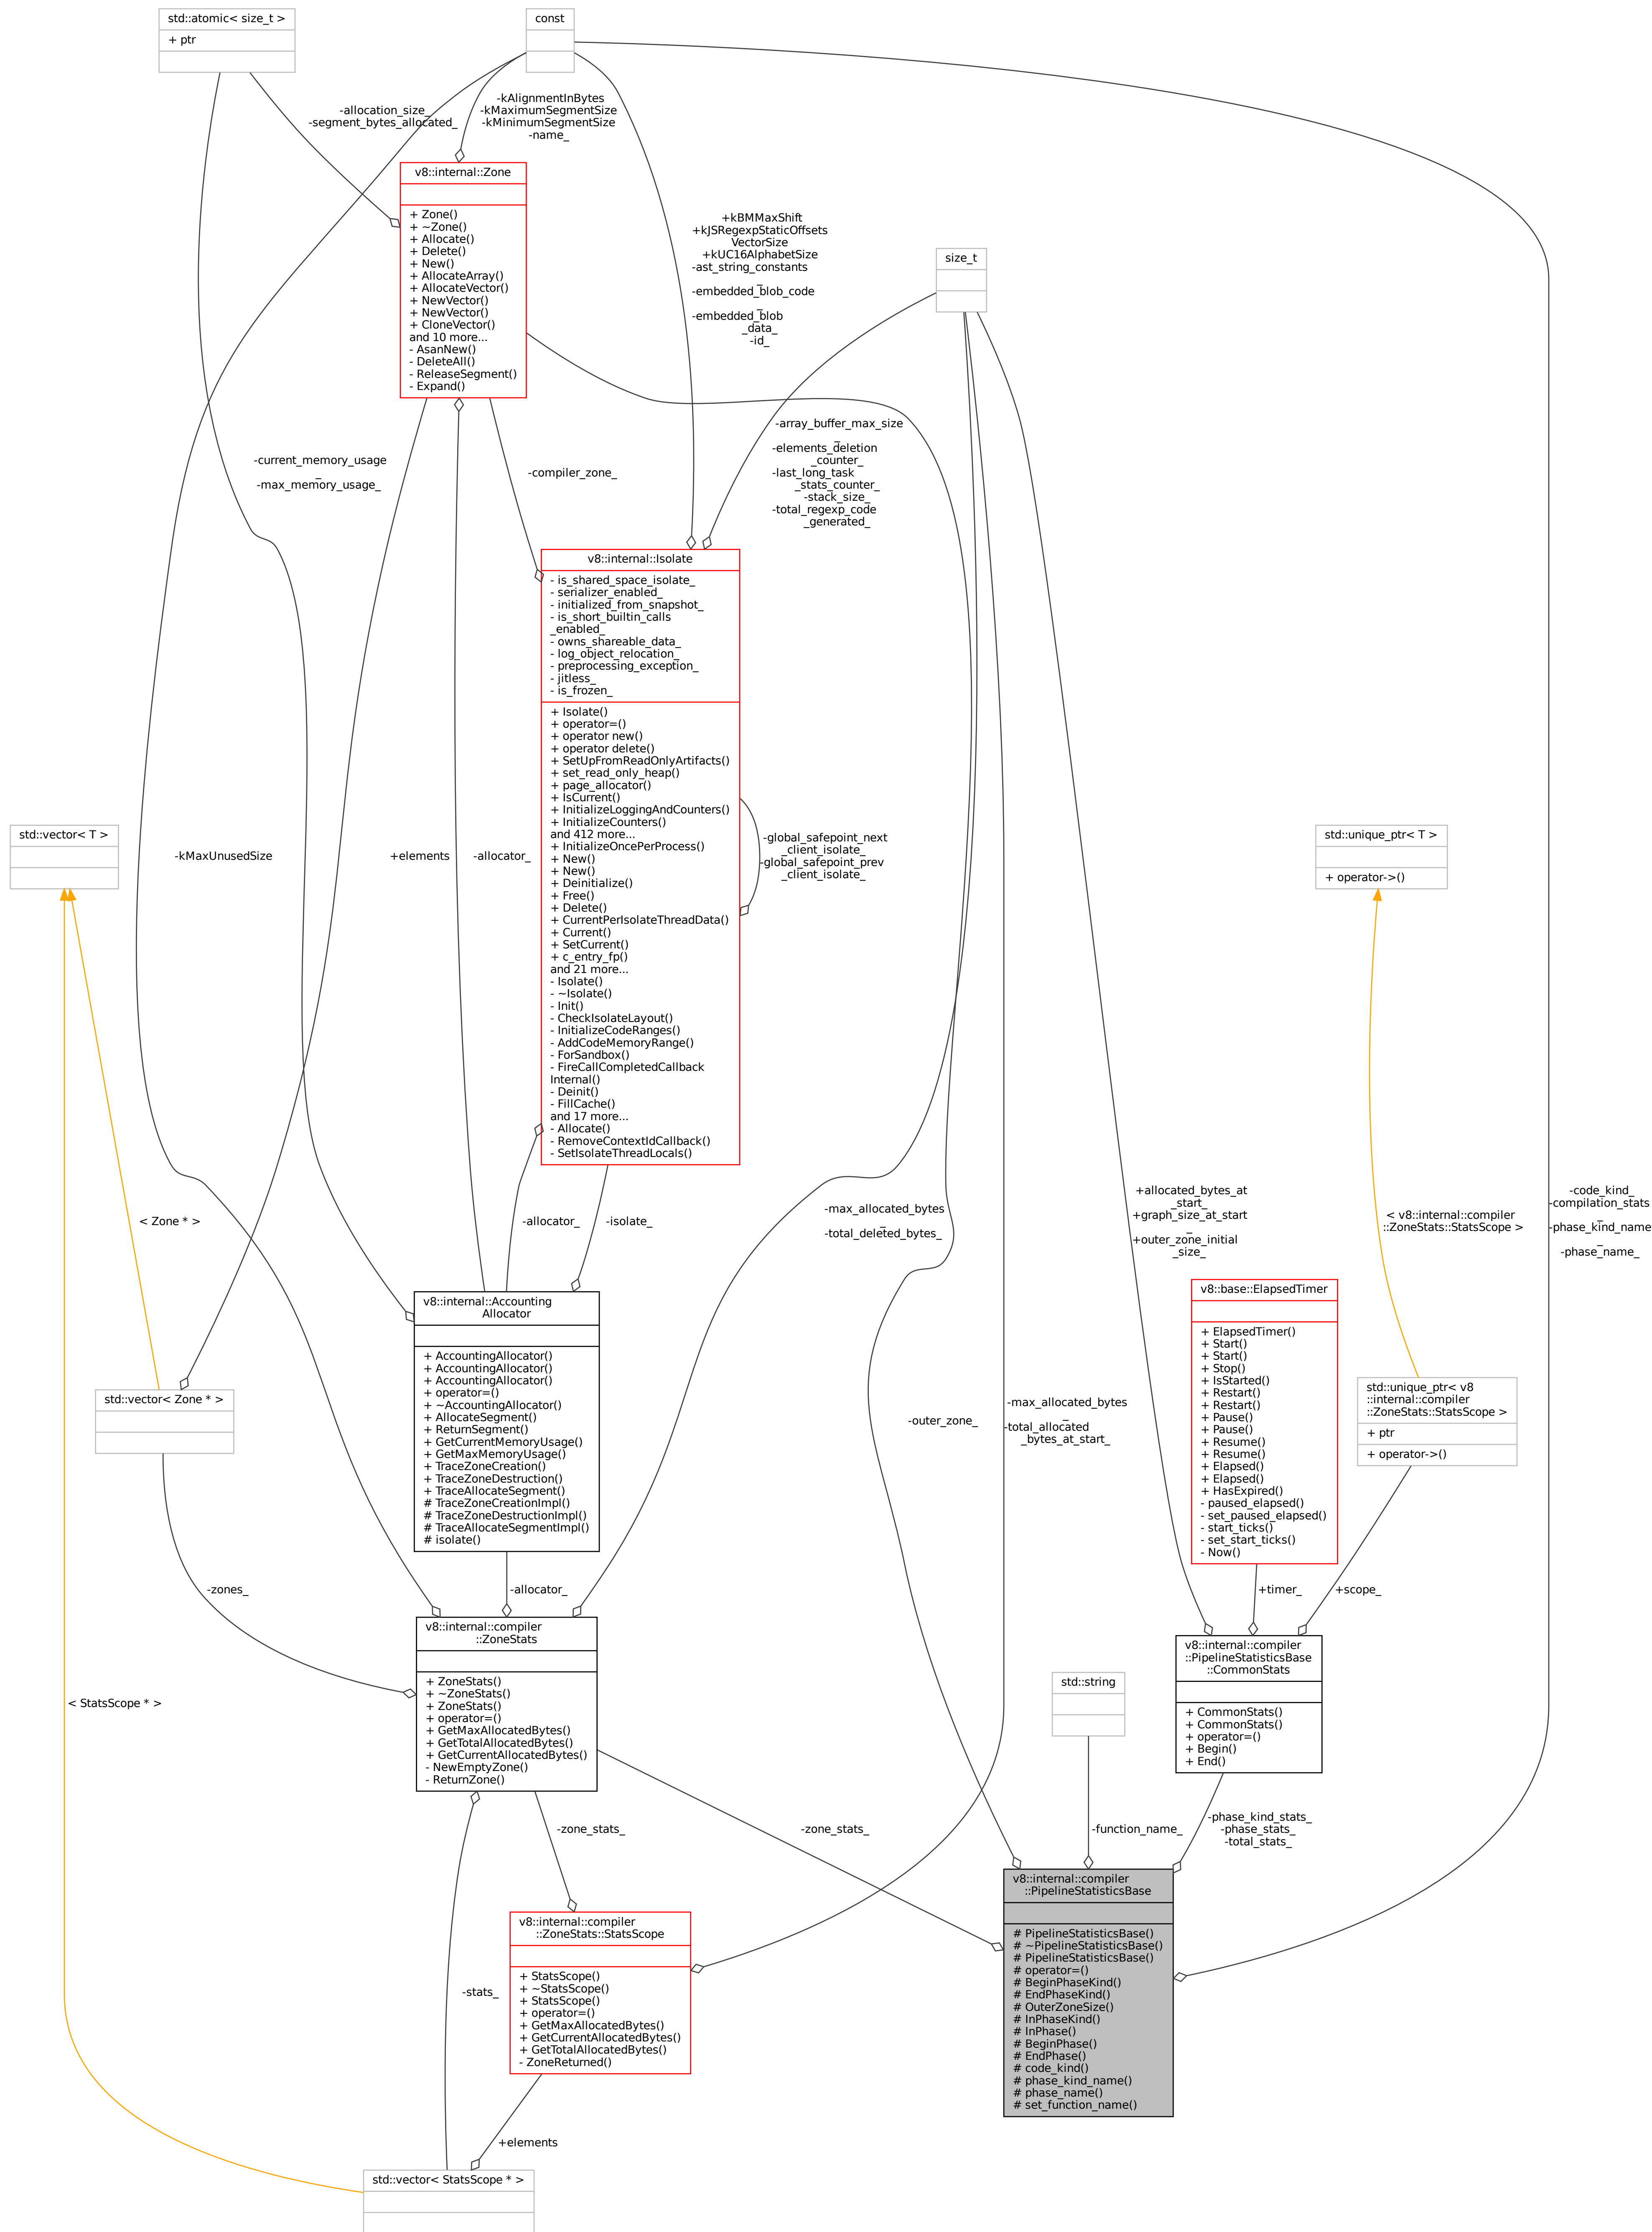 std::atomic< size_t >
+ ptr
const
-allocation_size_
-segment_bytes_allocated_
-kAlignmentInBytes
-kMaximumSegmentSize
-kMinimumSegmentSize
-name_
v8::internal::Zone
+ Zone()
+ ~Zone()
+ Allocate()
+ Delete()
+ New()
+ AllocateArray()
+ AllocateVector()
+ NewVector()
+ NewVector()
+ CloneVector()
and 10 more...
- AsanNew()
- DeleteAll()
- ReleaseSegment()
- Expand()
+kBMMaxShift
+kJSRegexpStaticOffsets
VectorSize
+kUC16AlphabetSize
-ast_string_constants
_
-embedded_blob_code
_
-embedded_blob
_data_
-id_
size_t
-current_memory_usage
_
-max_memory_usage_
-compiler_zone_
-array_buffer_max_size
_
-elements_deletion
_counter_
-last_long_task
_stats_counter_
-stack_size_
-total_regexp_code
_generated_
v8::internal::Isolate
- is_shared_space_isolate_
- serializer_enabled_
- initialized_from_snapshot_
- is_short_builtin_calls
_enabled_
- owns_shareable_data_
- log_object_relocation_
- preprocessing_exception_
- jitless_
- is_frozen_
+ Isolate()
+ operator=()
+ operator new()
+ operator delete()
+ SetUpFromReadOnlyArtifacts()
+ set_read_only_heap()
+ page_allocator()
+ IsCurrent()
+ InitializeLoggingAndCounters()
+ InitializeCounters()
and 412 more...
+ InitializeOncePerProcess()
+ New()
+ New()
+ Deinitialize()
+ Free()
+ Delete()
+ CurrentPerIsolateThreadData()
+ Current()
+ SetCurrent()
+ c_entry_fp()
and 21 more...
- Isolate()
- ~Isolate()
- Init()
- CheckIsolateLayout()
- InitializeCodeRanges()
- AddCodeMemoryRange()
- ForSandbox()
- FireCallCompletedCallback
Internal()
- Deinit()
- FillCache()
and 17 more...
- Allocate()
- RemoveContextIdCallback()
- SetIsolateThreadLocals()
std::vector< T >
-kMaxUnusedSize
+elements
-allocator_
-global_safepoint_next
_client_isolate_
-global_safepoint_prev
_client_isolate_
std::unique_ptr< T >
+ operator->()
< Zone * >
-allocator_
-isolate_
-max_allocated_bytes
_
-total_deleted_bytes_
+allocated_bytes_at
_start_
+graph_size_at_start
_
+outer_zone_initial
_size_
< v8::internal::compiler
::ZoneStats::StatsScope >
-code_kind_
-compilation_stats
_
-phase_kind_name
_
-phase_name_
v8::internal::Accounting
Allocator
+ AccountingAllocator()
+ AccountingAllocator()
+ AccountingAllocator()
+ operator=()
+ ~AccountingAllocator()
+ AllocateSegment()
+ ReturnSegment()
+ GetCurrentMemoryUsage()
+ GetMaxMemoryUsage()
+ TraceZoneCreation()
+ TraceZoneDestruction()
+ TraceAllocateSegment()
# TraceZoneCreationImpl()
# TraceZoneDestructionImpl()
# TraceAllocateSegmentImpl()
# isolate()
v8::base::ElapsedTimer
+ ElapsedTimer()
+ Start()
+ Start()
+ Stop()
+ IsStarted()
+ Restart()
+ Restart()
+ Pause()
+ Pause()
+ Resume()
+ Resume()
+ Elapsed()
+ Elapsed()
+ HasExpired()
- paused_elapsed()
- set_paused_elapsed()
- start_ticks()
- set_start_ticks()
- Now()
std::vector< Zone * >
std::unique_ptr< v8
::internal::compiler
::ZoneStats::StatsScope >
+ ptr
+ operator->()
-outer_zone_
-max_allocated_bytes
_
-total_allocated
_bytes_at_start_
-zones_
-allocator_
+timer_
+scope_
v8::internal::compiler
::ZoneStats
+ ZoneStats()
+ ~ZoneStats()
+ ZoneStats()
+ operator=()
+ GetMaxAllocatedBytes()
+ GetTotalAllocatedBytes()
+ GetCurrentAllocatedBytes()
- NewEmptyZone()
- ReturnZone()
v8::internal::compiler
::PipelineStatisticsBase
::CommonStats
+ CommonStats()
+ CommonStats()
+ operator=()
+ Begin()
+ End()
< StatsScope * >
std::string
-zone_stats_
-zone_stats_
-function_name_
-phase_kind_stats_
-phase_stats_
-total_stats_
v8::internal::compiler
::PipelineStatisticsBase
# PipelineStatisticsBase()
# ~PipelineStatisticsBase()
# PipelineStatisticsBase()
# operator=()
# BeginPhaseKind()
# EndPhaseKind()
# OuterZoneSize()
# InPhaseKind()
# InPhase()
# BeginPhase()
# EndPhase()
# code_kind()
# phase_kind_name()
# phase_name()
# set_function_name()
-stats_
v8::internal::compiler
::ZoneStats::StatsScope
+ StatsScope()
+ ~StatsScope()
+ StatsScope()
+ operator=()
+ GetMaxAllocatedBytes()
+ GetCurrentAllocatedBytes()
+ GetTotalAllocatedBytes()
- ZoneReturned()
+elements
std::vector< StatsScope * >